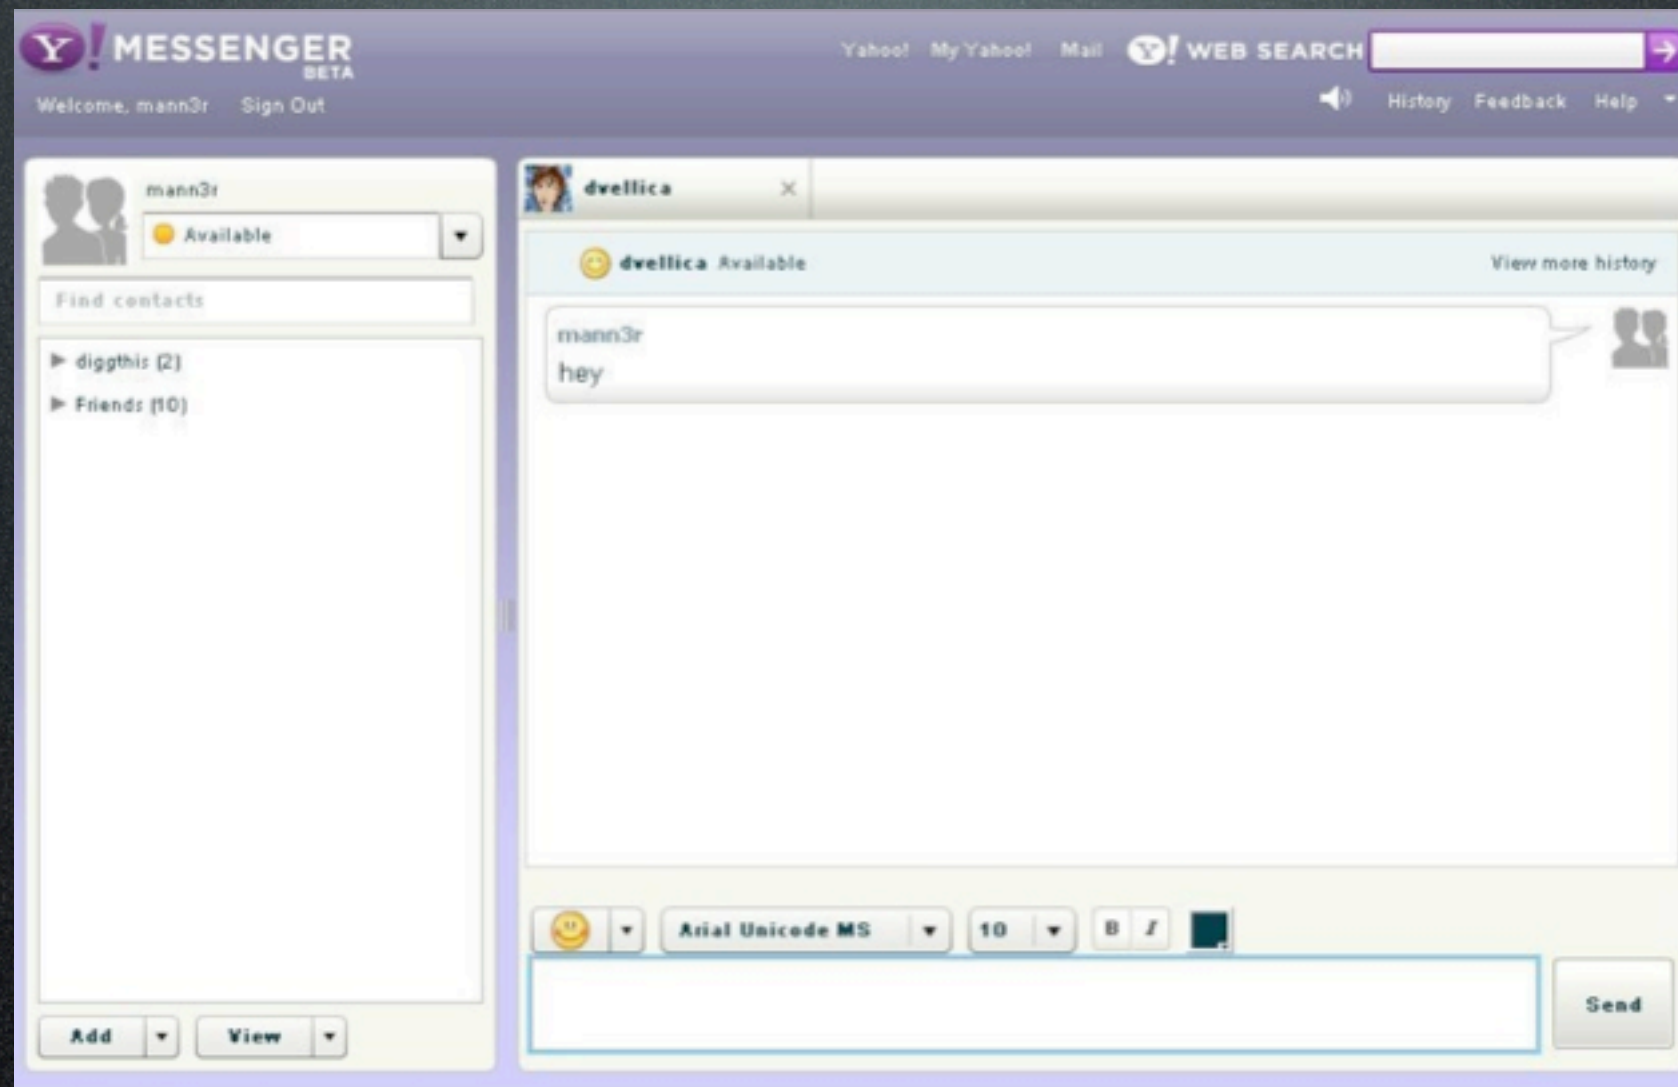 Y! MESSENGER
BETA
Yahoo! My Yahoo! Mail Y! WEB SEARCH
Welcome, mann3r Sign Out
History Feedback Help
mann3r
Available
Find contacts
diggthis (2)
Friends (10)
Add View
dvellica
dvellica Available View more history
mann3r
hey
Arial Unicode MS 10 B I
Send